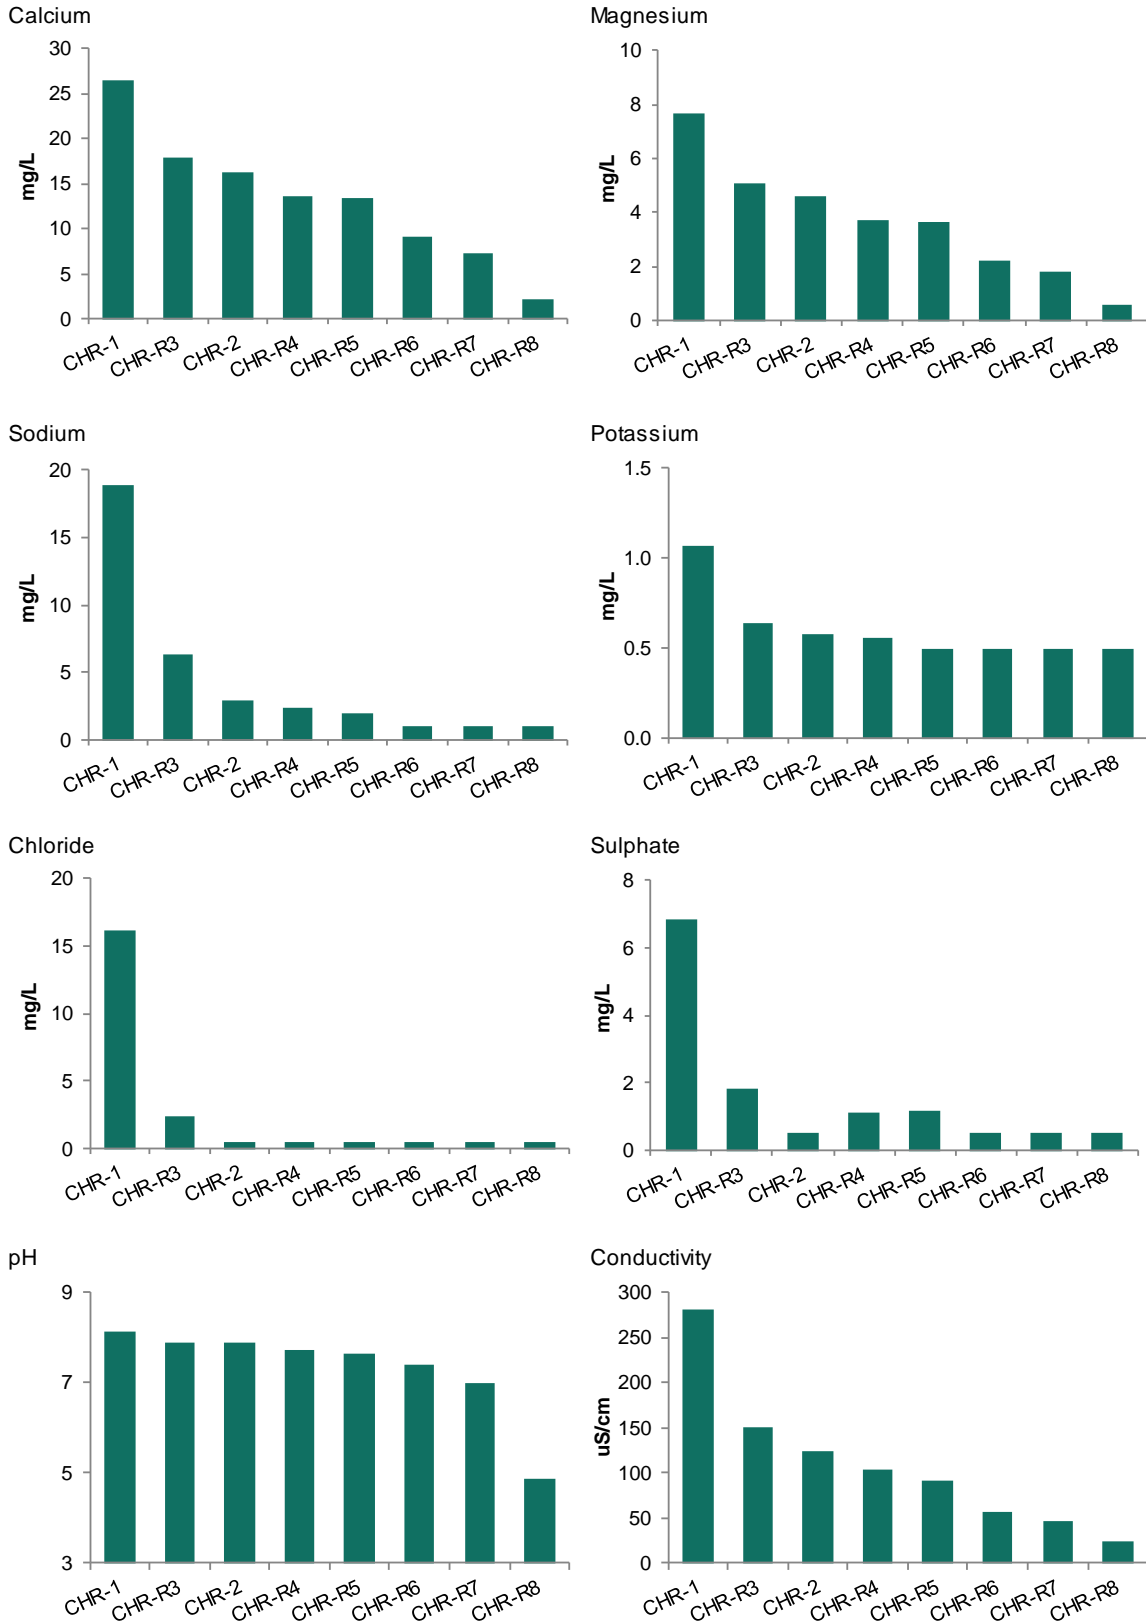 Calcium
mg/L
30
25
20
15
10
5
0
CHR-1 CHR-R3 CHR-2 CHR-R4 CHR-R5 CHR-R6 CHR-R7 CHR-R8
Magnesium
mg/L
10
8
6
4
2
0
CHR-1 CHR-R3 CHR-2 CHR-R4 CHR-R5 CHR-R6 CHR-R7 CHR-R8
Sodium
mg/L
20
15
10
5
0
CHR-1 CHR-R3 CHR-2 CHR-R4 CHR-R5 CHR-R6 CHR-R7 CHR-R8
Potassium
mg/L
1.5
1.0
0.5
0.0
CHR-1 CHR-R3 CHR-2 CHR-R4 CHR-R5 CHR-R6 CHR-R7 CHR-R8
Chloride
mg/L
20
15
10
5
0
CHR-1 CHR-R3 CHR-2 CHR-R4 CHR-R5 CHR-R6 CHR-R7 CHR-R8
Sulphate
mg/L
8
6
4
2
0
CHR-1 CHR-R3 CHR-2 CHR-R4 CHR-R5 CHR-R6 CHR-R7 CHR-R8
pH
9
7
5
3
CHR-1 CHR-R3 CHR-2 CHR-R4 CHR-R5 CHR-R6 CHR-R7 CHR-R8
Conductivity
uS/cm
300
250
200
150
100
50
0
CHR-1 CHR-R3 CHR-2 CHR-R4 CHR-R5 CHR-R6 CHR-R7 CHR-R8